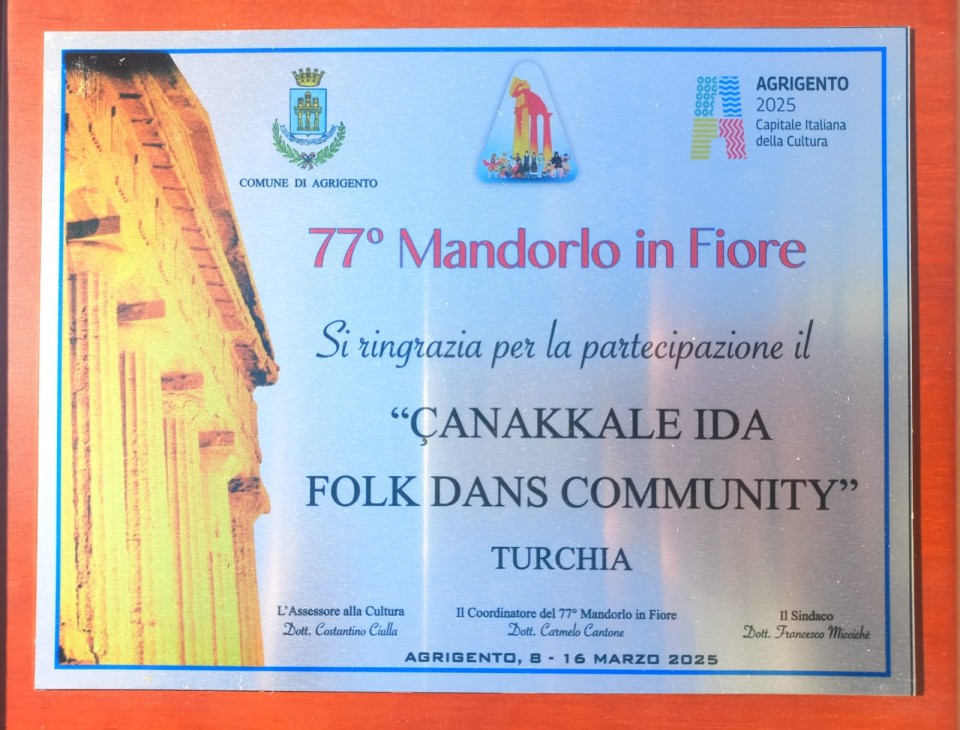 COMUNE DI AGRIGENTO
AGRIGENTO
2025
Capitale Italiana
della Cultura
77° Mandorlo in Fiore
Si ringrazia per la partecipazione il
“ÇANAKKALE IDA
FOLK DANS COMMUNITY”
TURCHIA
L'Assessore alla Cultura
Dott. Costantino Ciulla
Il Coordinatore del 77° Mandorlo in Fiore
Dott. Carmelo Cantone
Il Sindaco
Dott. Francesco Micciché
AGRIGENTO, 8 - 16 MARZO 2025